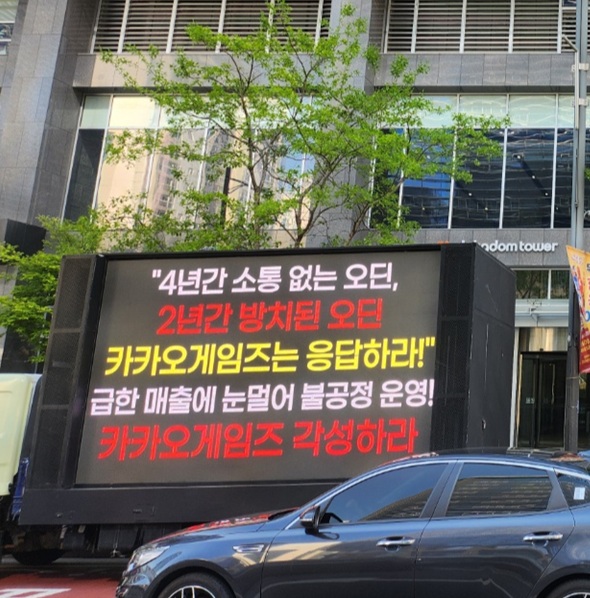 "4년간 소통 없는 오딘,
2년간 방치된 오딘
카카오게임즈는 응답하라!"
급한 매출에 눈멀어 불공정 운영!
카카오게임즈 각성하라
tower